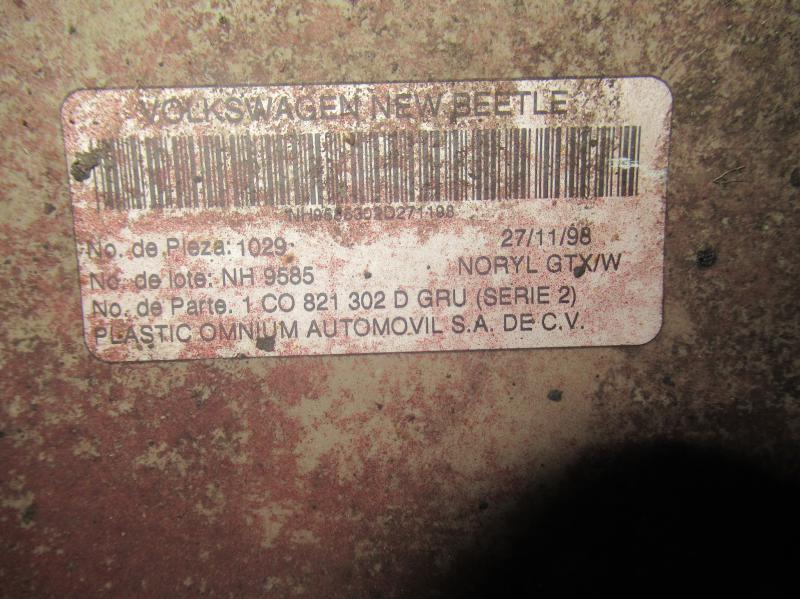 VOLKSWAGEN NEW BEETLE
NH9585302D271198
No. de Pieza: 1029
27/11/98
No. de lote: NH 9585
NORYL GTX/W
No. de Parte. 1 CO 821 302 D GRU (SERIE 2)
PLASTIC OMNIUM AUTOMOVIL S.A. DE C.V.